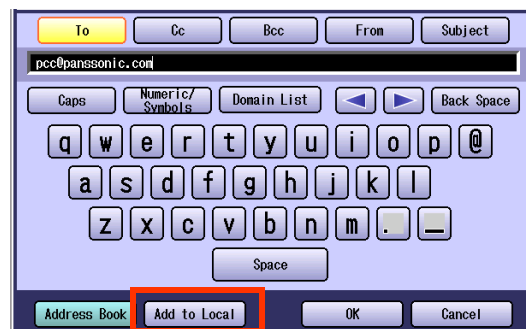 To Cc Bcc From Subject
pcc@panssonic.com
Caps Numeric/ Symbols Domain List Back Space
q w e r t y u i o p @
a s d f g h j k l
z x c v b n m . _
Space
Address Book Add to Local OK Cancel